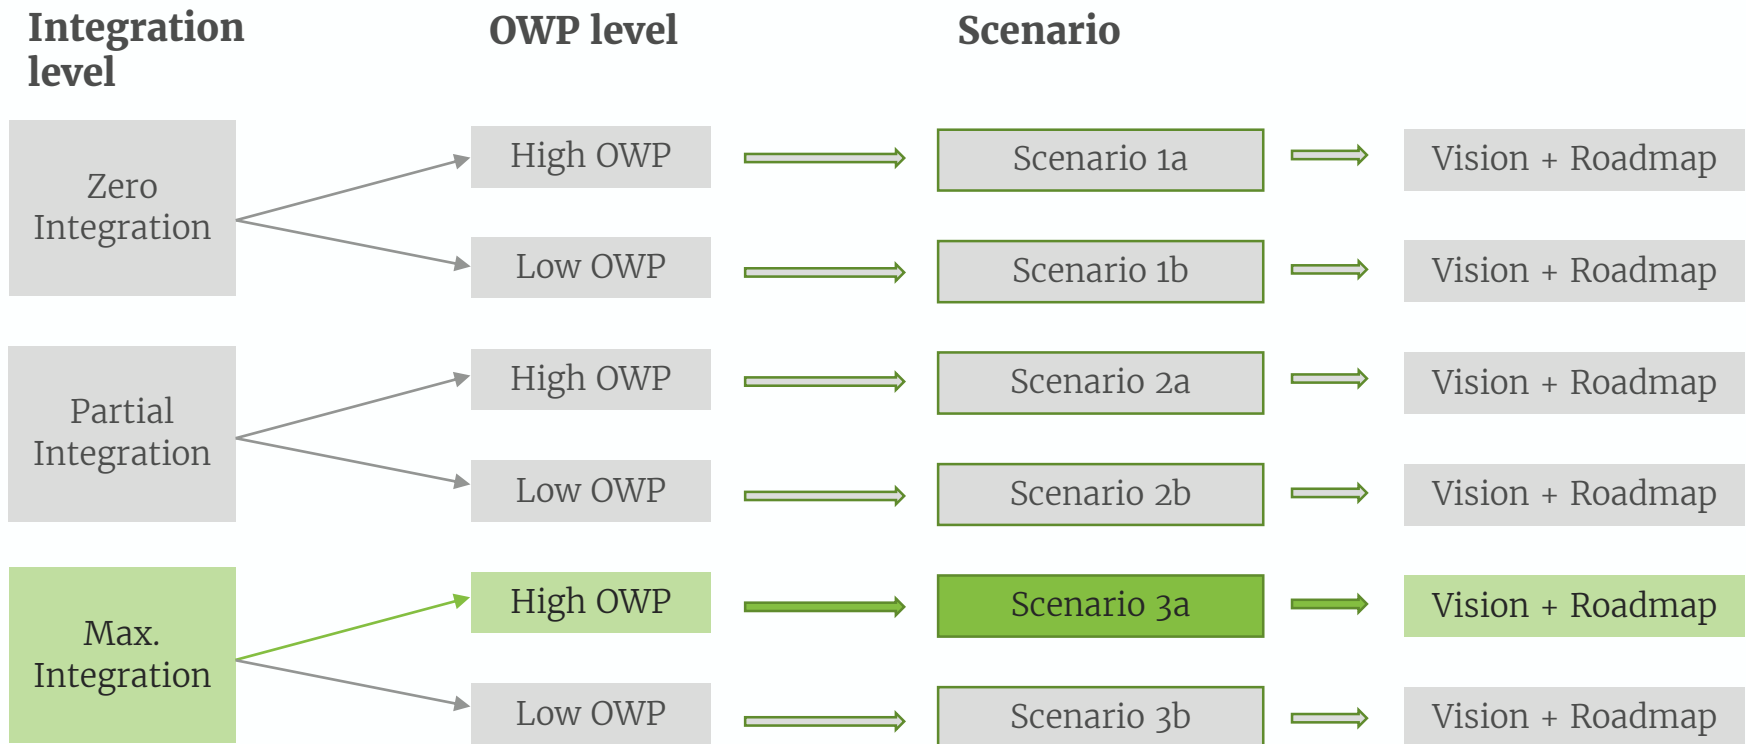 Integration
level
OWP level
Scenario
Zero
Integration
High OWP
Scenario 1a
Vision + Roadmap
Low OWP
Scenario 1b
Vision + Roadmap
Partial
Integration
High OWP
Scenario 2a
Vision + Roadmap
Low OWP
Scenario 2b
Vision + Roadmap
Max.
Integration
High OWP
Scenario 3a
Vision + Roadmap
Low OWP
Scenario 3b
Vision + Roadmap